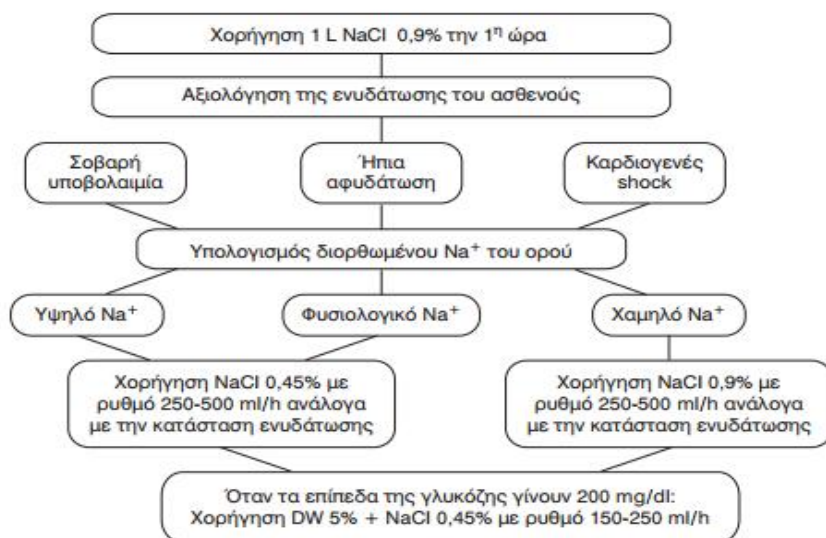 Χορήγηση 1 L NaCl 0,9% την 1η ώρα
Αξιολόγηση της ενυδάτωσης του ασθενούς
Σοβαρή
υποβολαιμία
Ήπια
αφυδάτωση
Καρδιογενές
shock
Υπολογισμός διορθωμένου Na+ του ορού
Υψηλό Na+
Φυσιολογικό Na+
Χαμηλό Na+
Χορήγηση NaCl 0,45% με
ρυθμό 250-500 ml/h ανάλογα
με την κατάσταση ενυδάτωσης
Χορήγηση NaCl 0,9% με
ρυθμό 250-500 ml/h ανάλογα
με την κατάσταση ενυδάτωσης
Όταν τα επίπεδα της γλυκόζης γίνουν 200 mg/dl:
Χορήγηση DW 5% + NaCl 0,45% με ρυθμό 150-250 ml/h